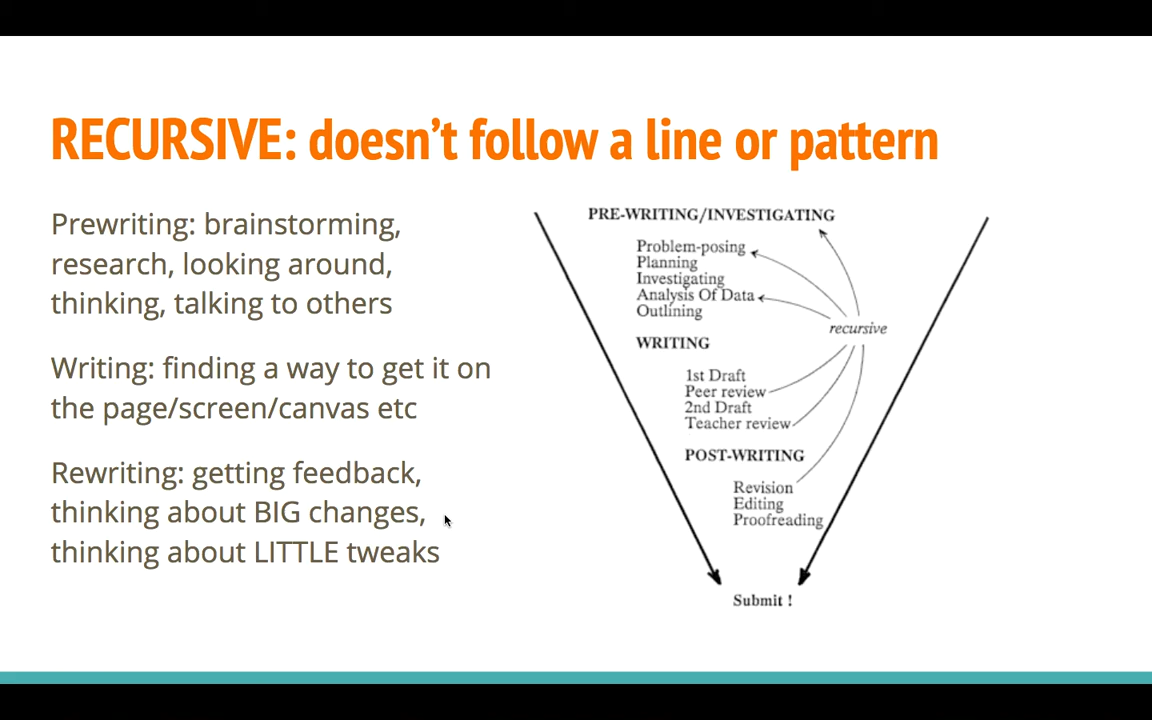 RECURSIVE: doesn’t follow a line or pattern
Prewriting: brainstorming,
research, looking around,
thinking, talking to others
Writing: finding a way to get it on
the page/screen/canvas etc
Rewriting: getting feedback,
thinking about BIG changes,
thinking about LITTLE tweaks
PRE-WRITING/INVESTIGATING
Problem-posing
Planning
Investigating
Analysis Of Data
Outlining
recursive
WRITING
1st Draft
Peer review
2nd Draft
Teacher review
POST-WRITING
Revision
Editing
Proofreading
Submit !